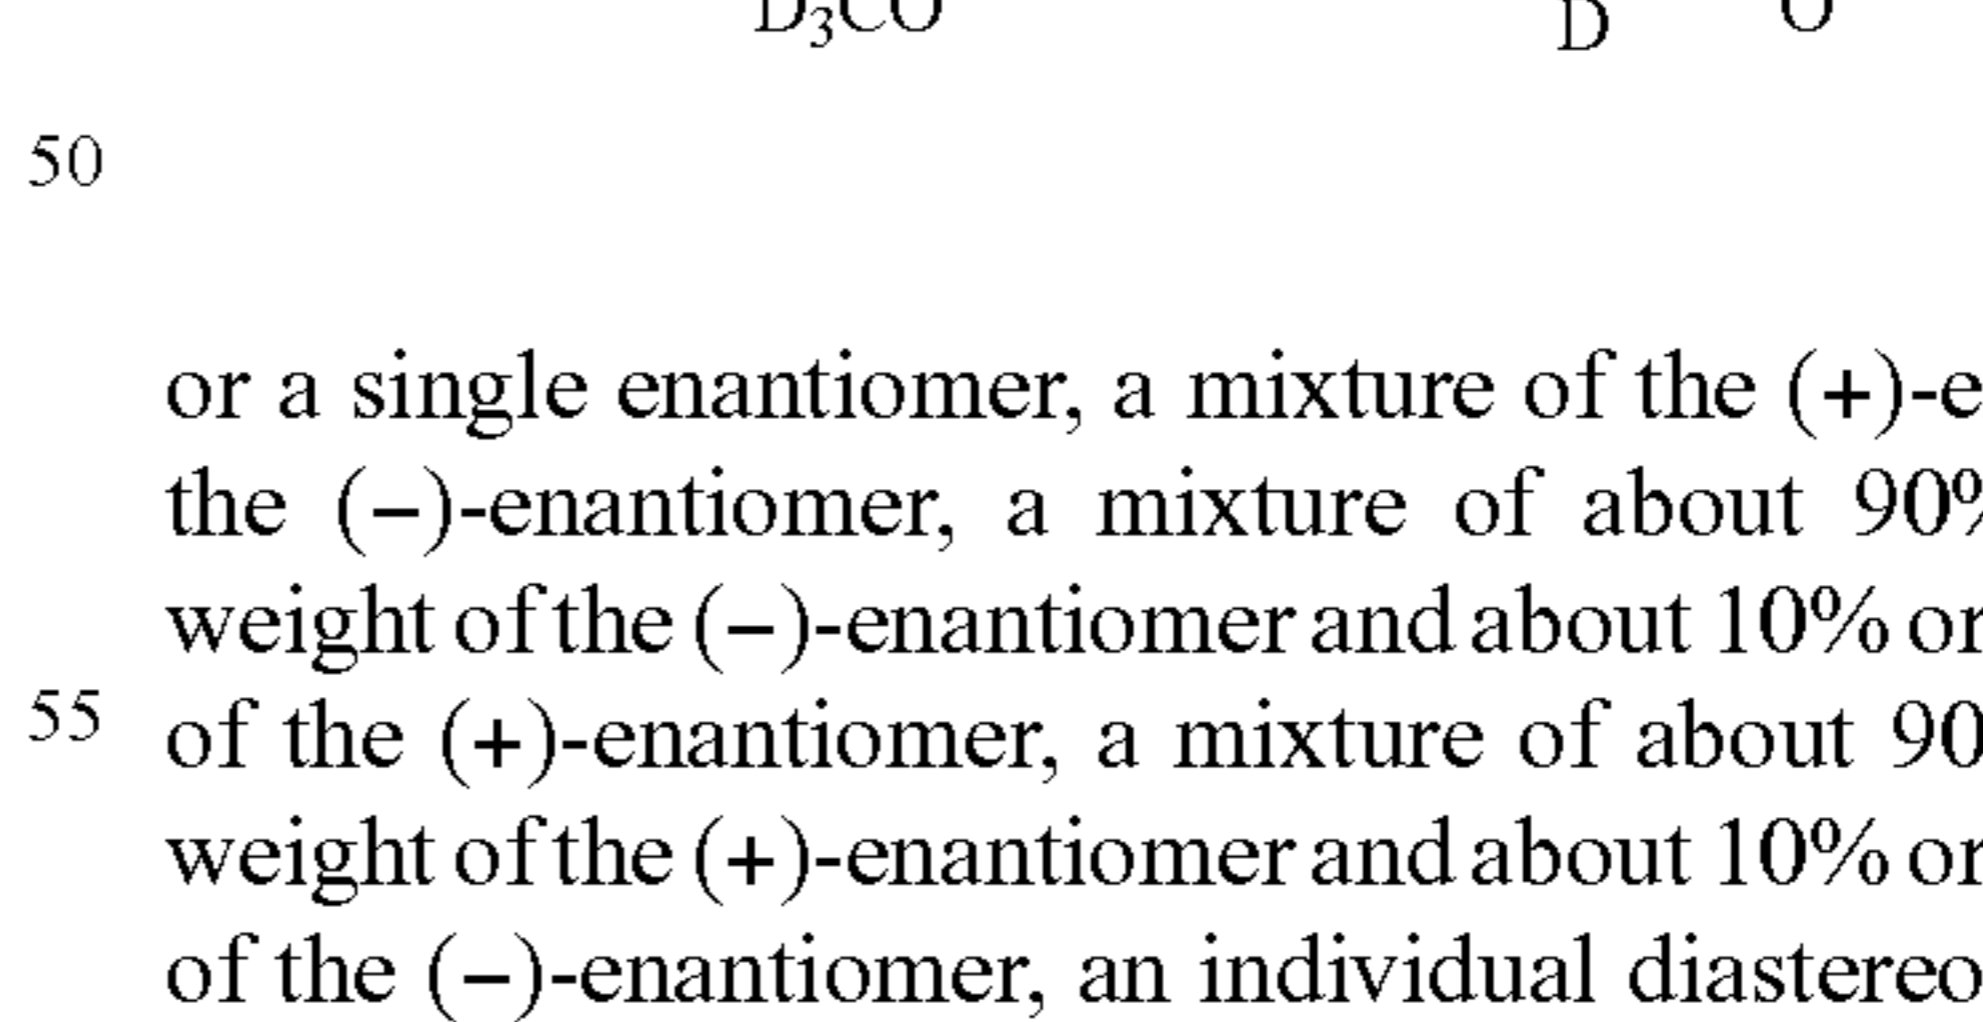 D₃CO D O
50
or a single enantiomer, a mixture of the (+)-e
the (−)-enantiomer, a mixture of about 90%
weight of the (−)-enantiomer and about 10% or
55 of the (+)-enantiomer, a mixture of about 90
weight of the (+)-enantiomer and about 10% or
of the (−)-enantiomer, an individual diastereo